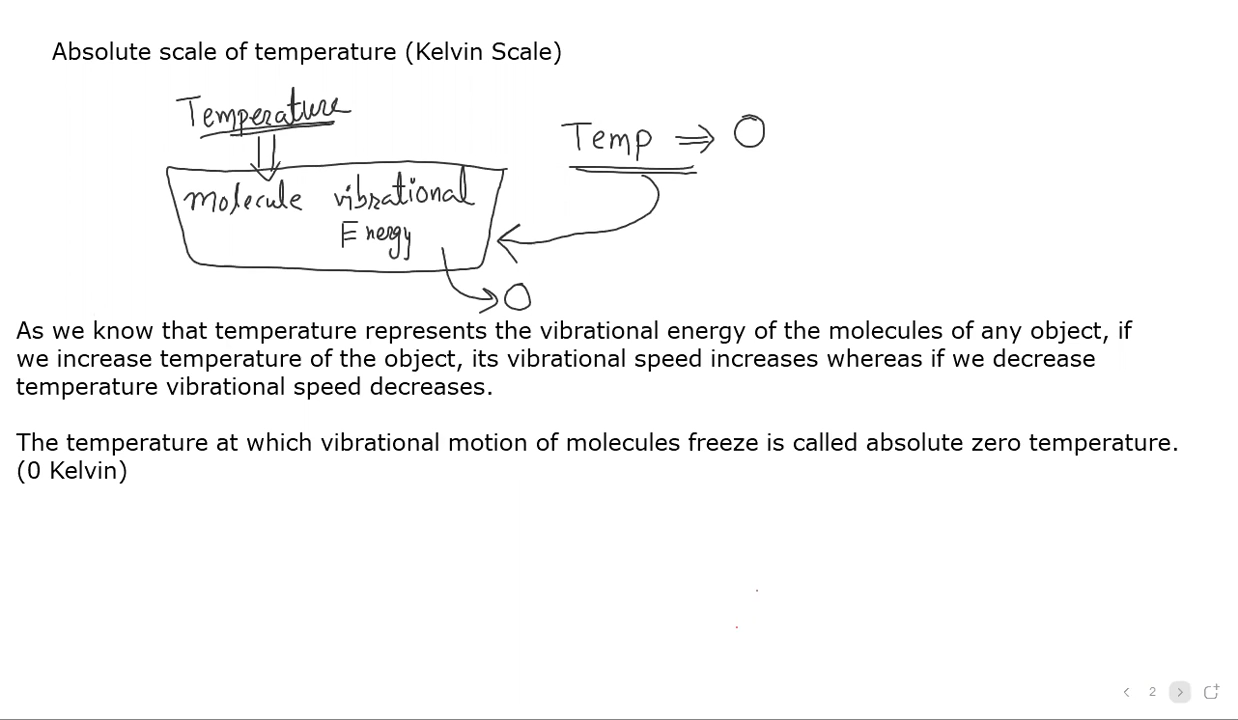 Absolute scale of temperature (Kelvin Scale)
Temperature
Temp ⇒ 0
molecule vibrational
Energy
0
As we know that temperature represents the vibrational energy of the molecules of any object, if
we increase temperature of the object, its vibrational speed increases whereas if we decrease
temperature vibrational speed decreases.
The temperature at which vibrational motion of molecules freeze is called absolute zero temperature.
(0 Kelvin)
2